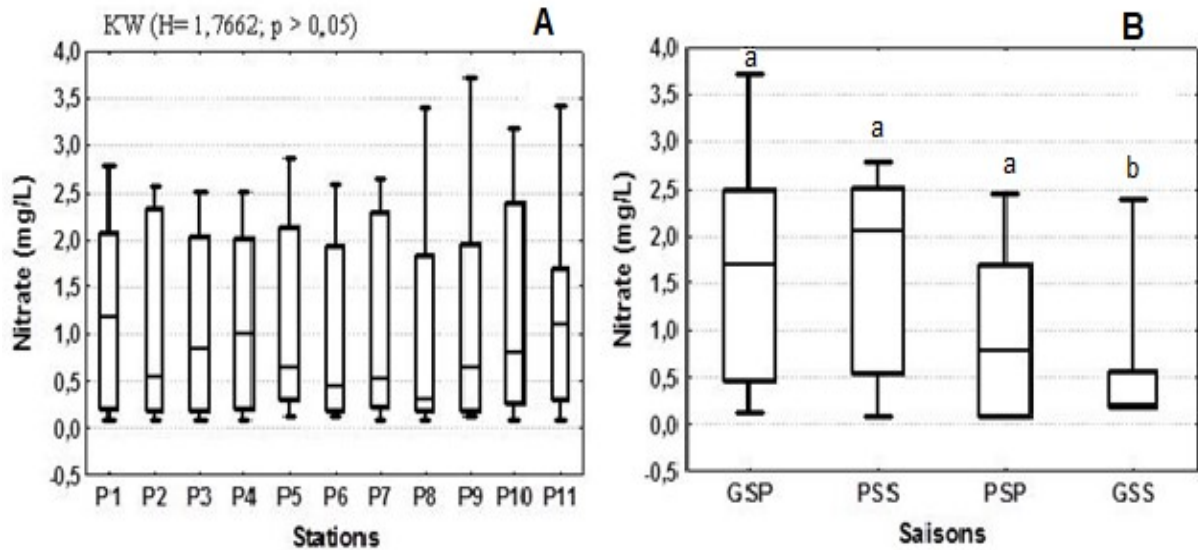 KW (H= 1,7662; p > 0,05)
A
4,0
3,5
3,0
2,5
2,0
1,5
1,0
0,5
0,0
-0,5
Nitrate (mg/L)
P1 P2 P3 P4 P5 P6 P7 P8 P9 P10 P11
Stations
B
4,0
3,5
3,0
2,5
2,0
1,5
1,0
0,5
0,0
-0,5
Nitrate (mg/L)
a
a
a
b
GSP PSS PSP GSS
Saisons